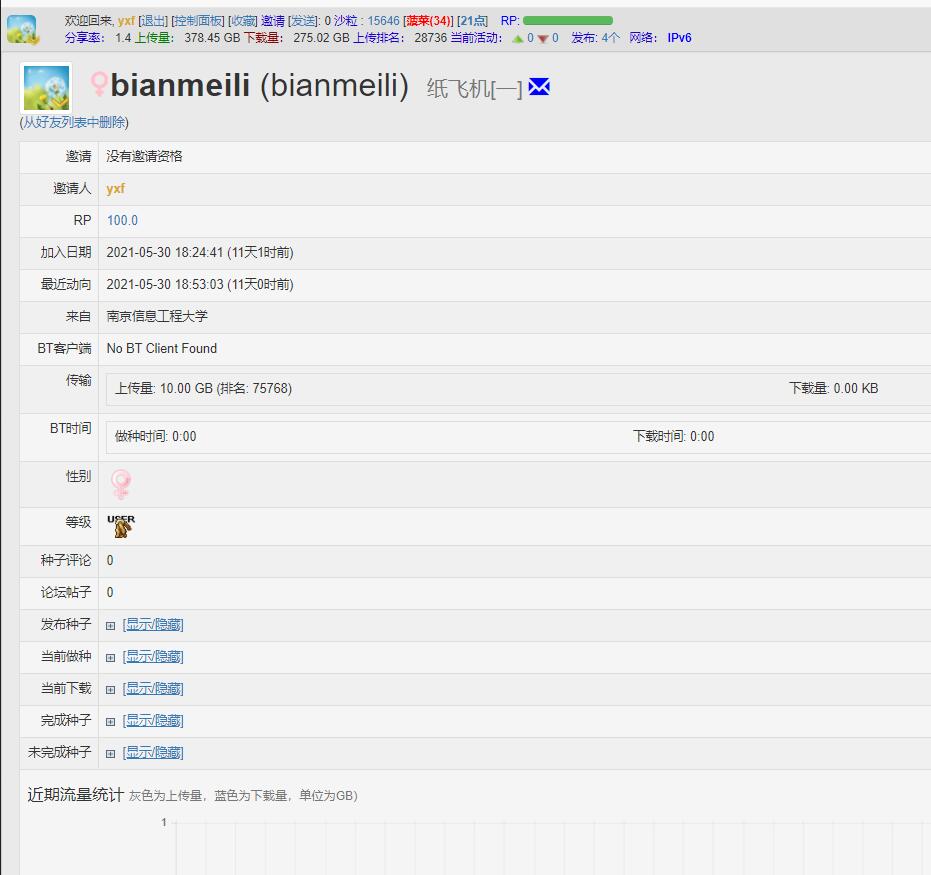 欢迎回来, yxf [退出] [控制面板] [收藏] 邀请 [发送]: 0 沙粒 : 15646 [菠菜(34)] [21点] RP:
分享率： 1.4 上传量： 378.45 GB 下载量： 275.02 GB 上传排名： 28736 当前活动： 0 0 发布: 4个 网络： IPv6
bianmeili (bianmeili) 纸飞机[一]
(从好友列表中删除)
邀请 没有邀请资格
邀请人 yxf
RP 100.0
加入日期 2021-05-30 18:24:41 (11天1时前)
最近动向 2021-05-30 18:53:03 (11天0时前)
来自 南京信息工程大学
BT客户端 No BT Client Found
传输 上传量: 10.00 GB (排名: 75768) 下载量: 0.00 KB
BT时间 做种时间: 0:00 下载时间: 0:00
性别
等级 USER
种子评论 0
论坛帖子 0
发布种子 [显示/隐藏]
当前做种 [显示/隐藏]
当前下载 [显示/隐藏]
完成种子 [显示/隐藏]
未完成种子 [显示/隐藏]
近期流量统计 灰色为上传量，蓝色为下载量，单位为GB)
1